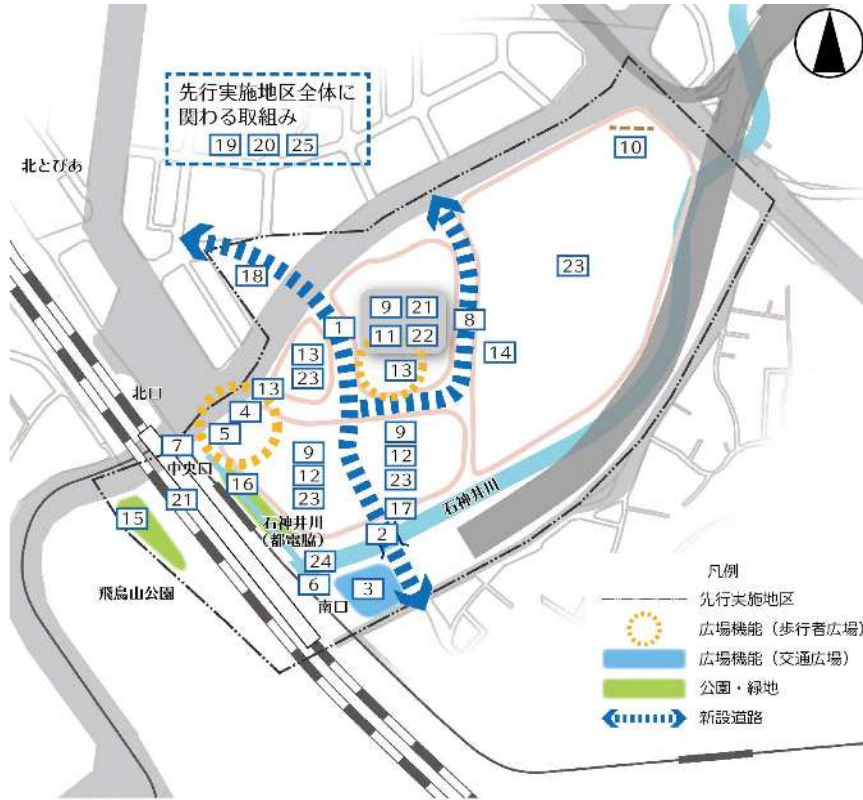 先行実施地区全体に
関わる取組み
19 20 25
北とぴあ
10
18
23
9 21
1
8
11 22
13
14
13
23
13
北口
4
5
7
中央口
9
9
12
12
23
16
23
21
17
石神井川
15
石神井川
(都電脇)
2
24
飛鳥山公園
6
3
南口
凡例
先行実施地区
広場機能（歩行者広場）
広場機能（交通広場）
公園・緑地
新設道路